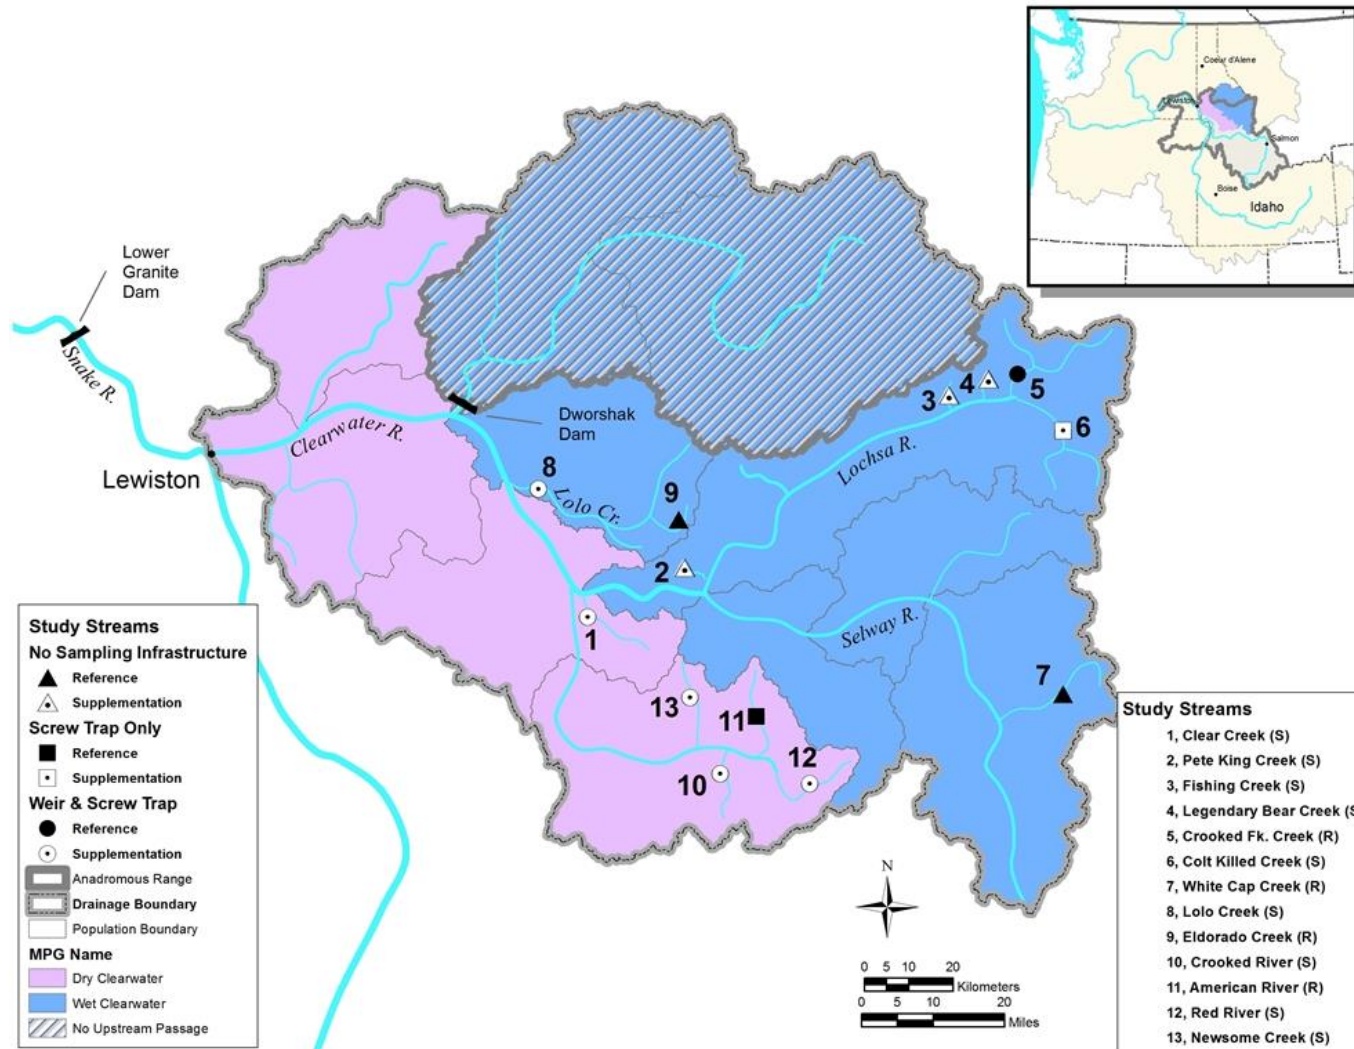 Coeur d'Alene
Lewiston
Salmon
Boise
Idaho
Lower
Granite
Dam
Snake R.
Clearwater R.
Lewiston
Dworshak
Dam
Lochsa R.
Lolo Cr.
Selway R.
3
4
5
6
8
9
2
1
7
13
11
12
10
Study Streams
No Sampling Infrastructure
Reference
Supplementation
Screw Trap Only
Reference
Supplementation
Weir & Screw Trap
Reference
Supplementation
Anadromous Range
Drainage Boundary
Population Boundary
MPG Name
Dry Clearwater
Wet Clearwater
No Upstream Passage
N
0 5 10 20
Kilometers
0 5 10 20
Miles
Study Streams
1, Clear Creek (S)
2, Pete King Creek (S)
3, Fishing Creek (S)
4, Legendary Bear Creek (S
5, Crooked Fk. Creek (R)
6, Colt Killed Creek (S)
7, White Cap Creek (R)
8, Lolo Creek (S)
9, Eldorado Creek (R)
10, Crooked River (S)
11, American River (R)
12, Red River (S)
13, Newsome Creek (S)